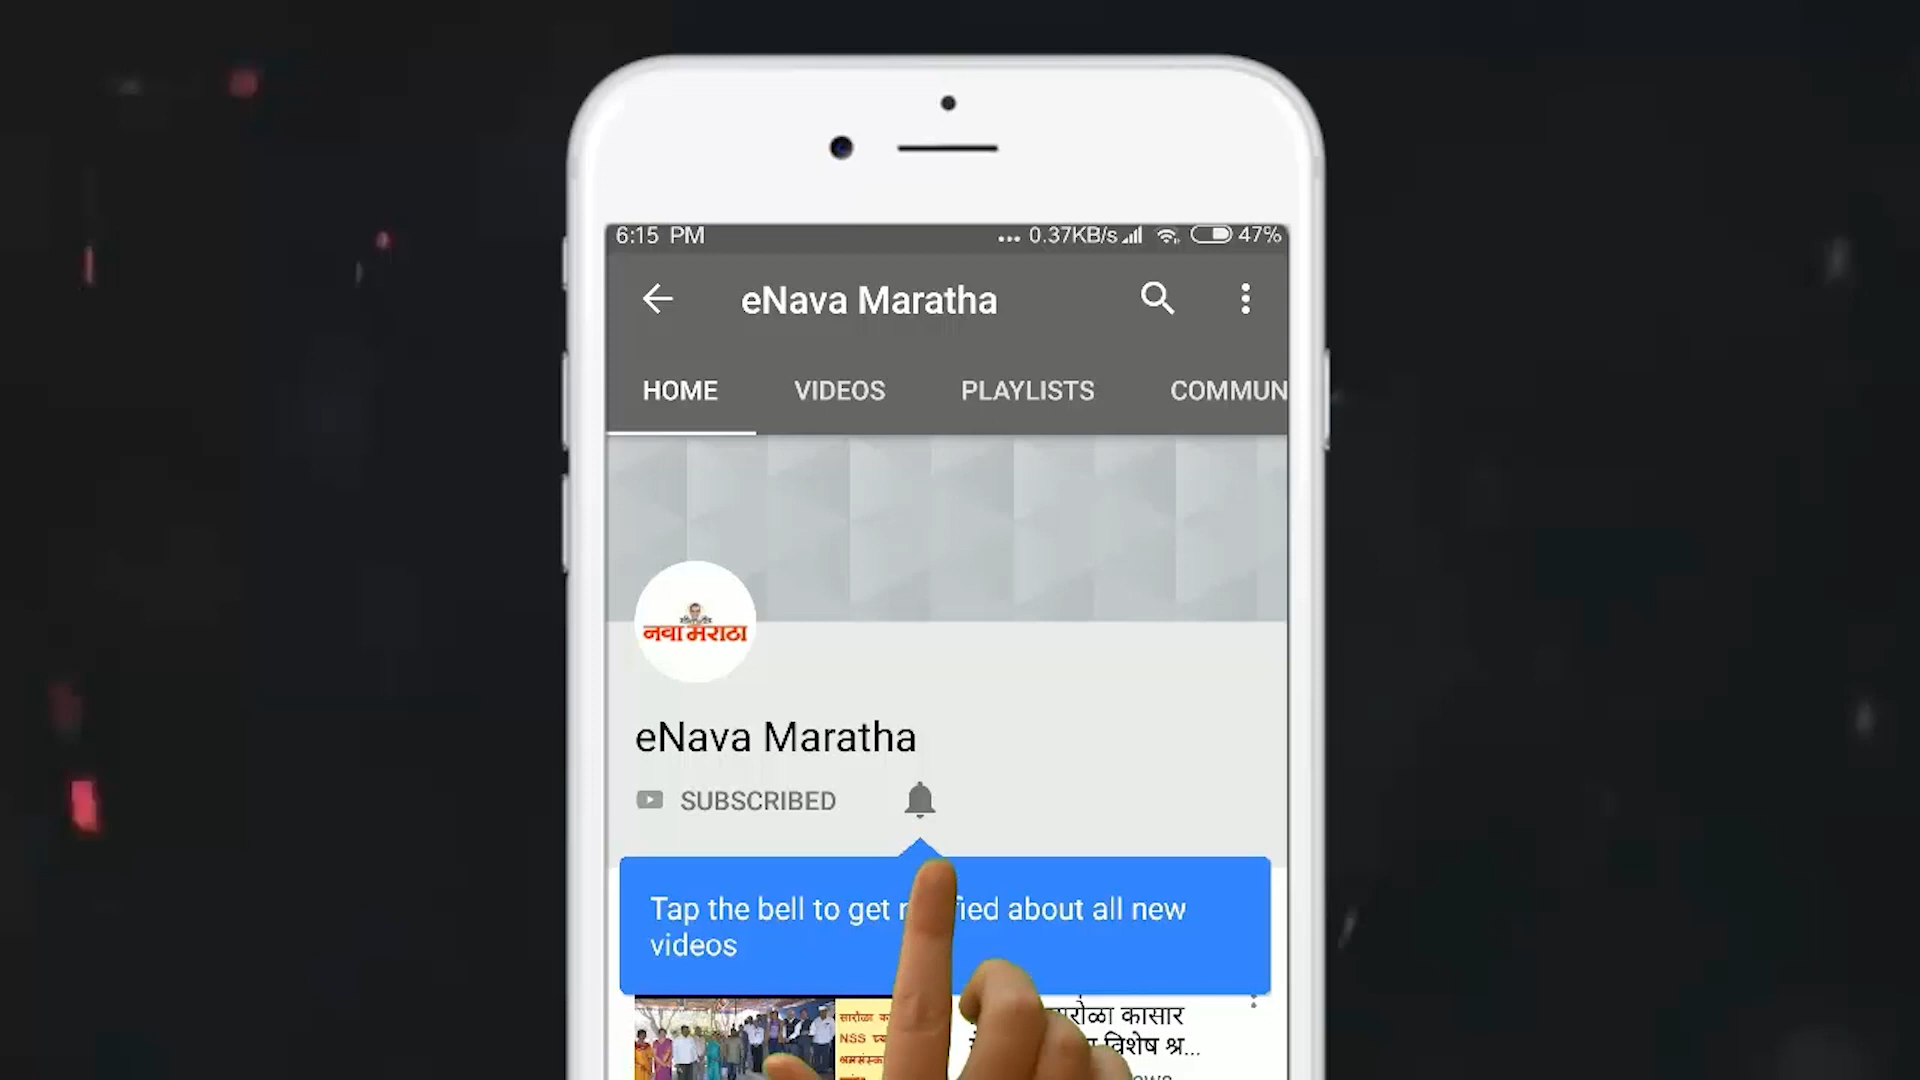 6:15 PM
... 0.37KB/s 47%
eNava Maratha
HOME VIDEOS PLAYLISTS COMMUN
नवा मराठा
eNava Maratha
SUBSCRIBED
Tap the bell to get about all new
videos
सारोळा
NSS
कासार
विशेष श्र...